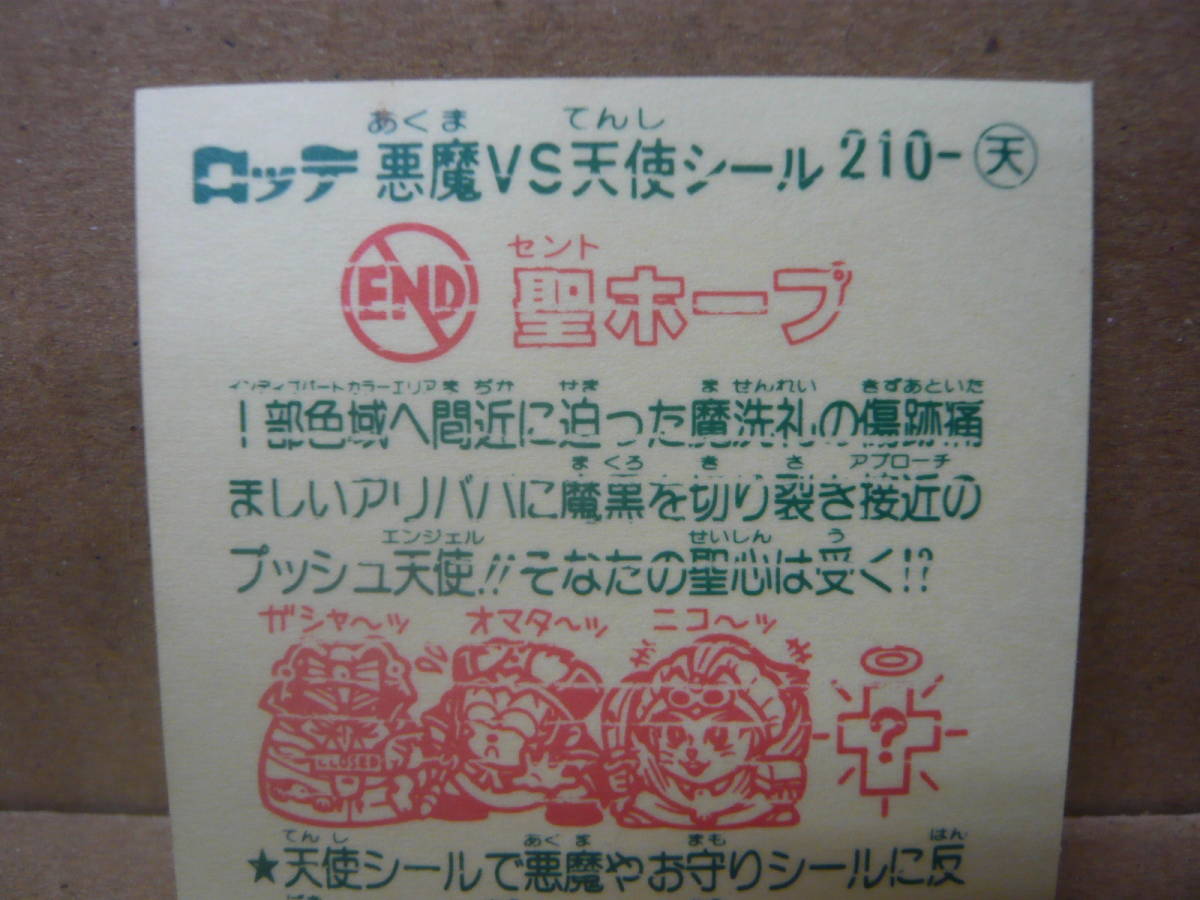 あくま てんし
ロッテ 悪魔VS天使シール 210-天
セント
END 聖ホープ
インディブパートカラーエリア まぢか せま ませんれい きずあといた
1部色域へ間近に迫った魔洗礼の傷跡痛
まくろ き さ アプローチ
ましいアリババに魔黒を切り裂き接近の
エンジェル せいしん う
プッシュ天使!!そなたの聖心は受く!?
ガシャ〜ッ オマタ〜ッ ニコ〜ッ
CLOSED
?
てんし あくま まも はん
★天使シールで悪魔やお守りシールに反